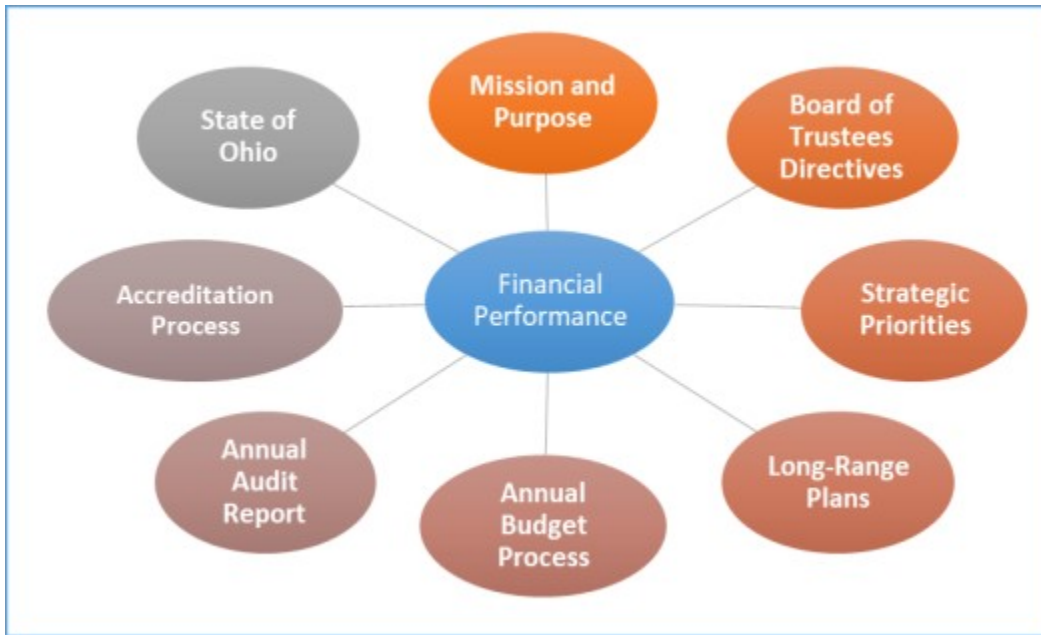 Mission and
Purpose
Board of
Trustees
Directives
Strategic
Priorities
Long-Range
Plans
Annual
Budget
Process
Annual
Audit
Report
Accreditation
Process
State of
Ohio
Financial
Performance